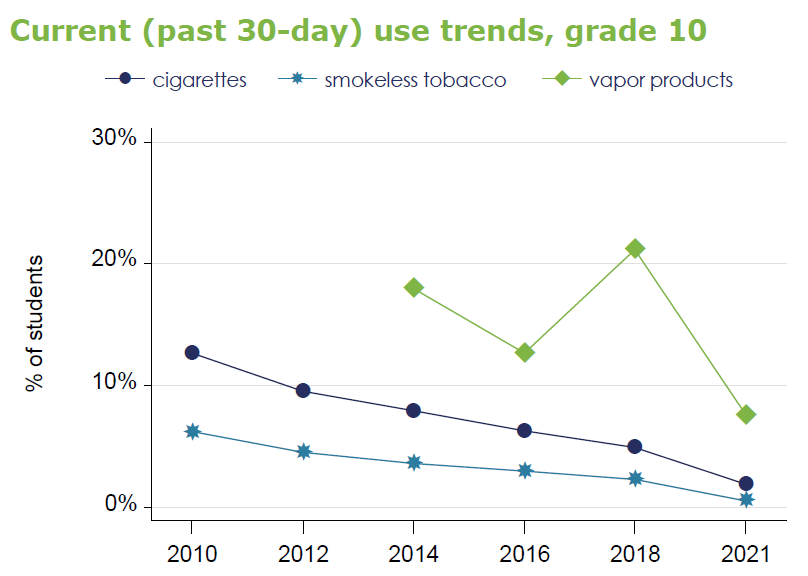 Current (past 30-day) use trends, grade 10
cigarettes smokeless tobacco vapor products
30%
20%
10%
0%
% of students
2010 2012 2014 2016 2018 2021